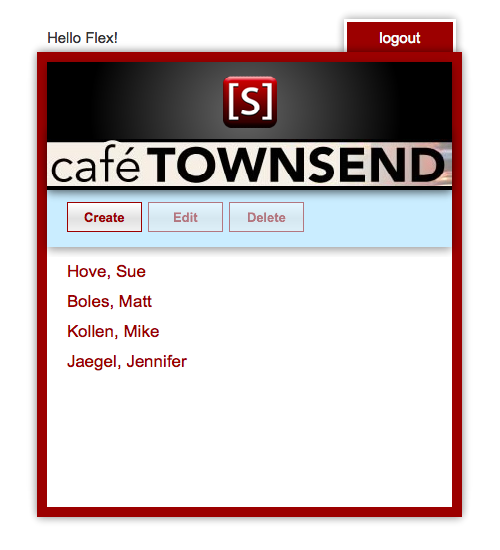 Hello Flex!
logout
[S]
café TOWNSEND
Create
Edit
Delete
Hove, Sue
Boles, Matt
Kollen, Mike
Jaegel, Jennifer